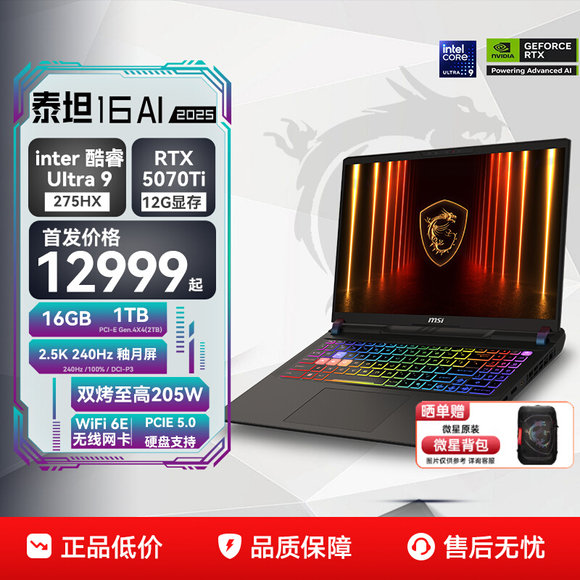 intel
CORE
ULTRA 9
NVIDIA
GEFORCE
RTX
Powering Advanced AI
泰坦16AI 2025
inter 酷睿
Ultra 9
275HX
RTX
5070Ti
12G显存
首发价格
12999起
16GB
1TB
PCI-E Gen.4X4(2TB)
2.5K 240Hz 釉月屏
240Hz /100% / DCI-P3
双烤至高205W
WiFi 6E
无线网卡
PCIE 5.0
硬盘支持
msi
晒单赠
微星原装
微星背包
图片仅供参考 详询客服
正品低价
品质保障
售后无忧